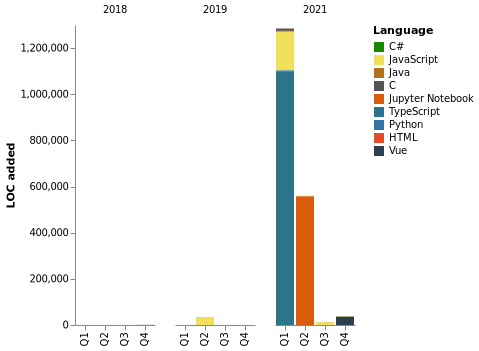 2018 2019 2021
LOC added
1,200,000
1,000,000
800,000
600,000
400,000
200,000
0
Q1 Q2 Q3 Q4 Q1 Q2 Q3 Q4 Q1 Q2 Q3 Q4
Language
C#
JavaScript
Java
C
Jupyter Notebook
TypeScript
Python
HTML
Vue